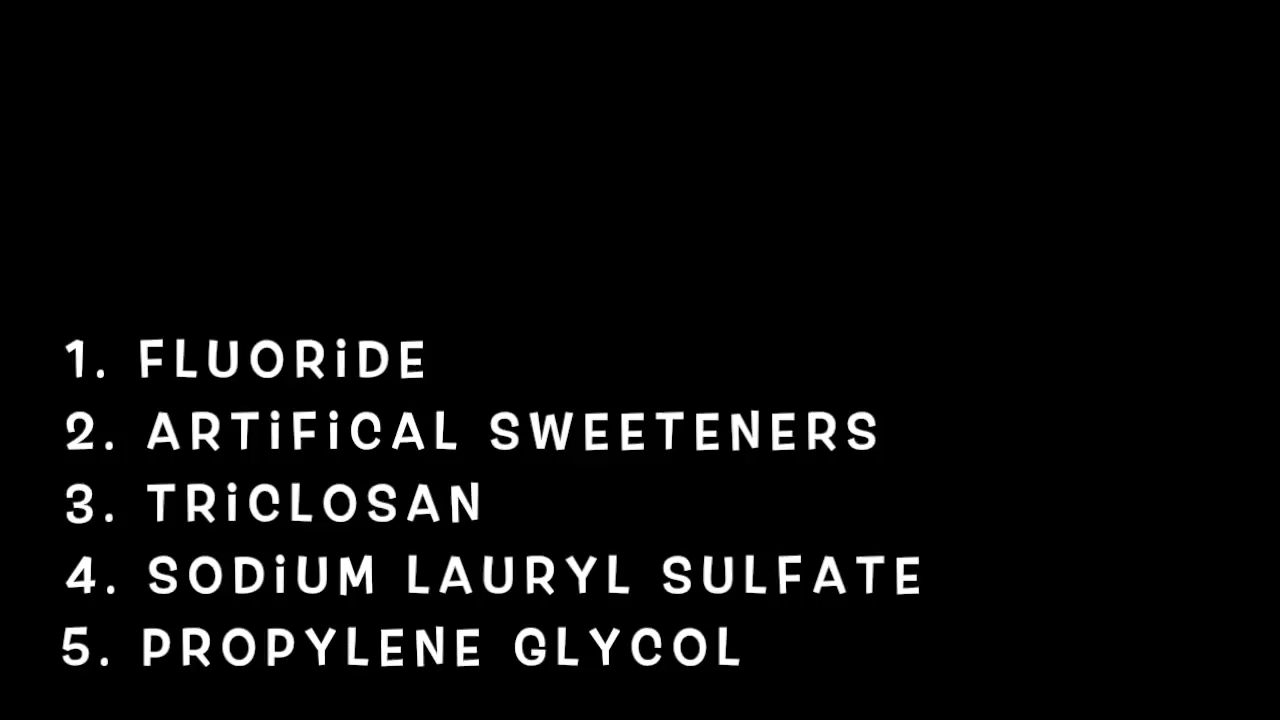 1. FLUORiDE
2. ARTiFiCAL SWEETENERS
3. TRiCLOSAN
4. SODiUM LAURYL SULFATE
5. PROPYLENE GLYCOL